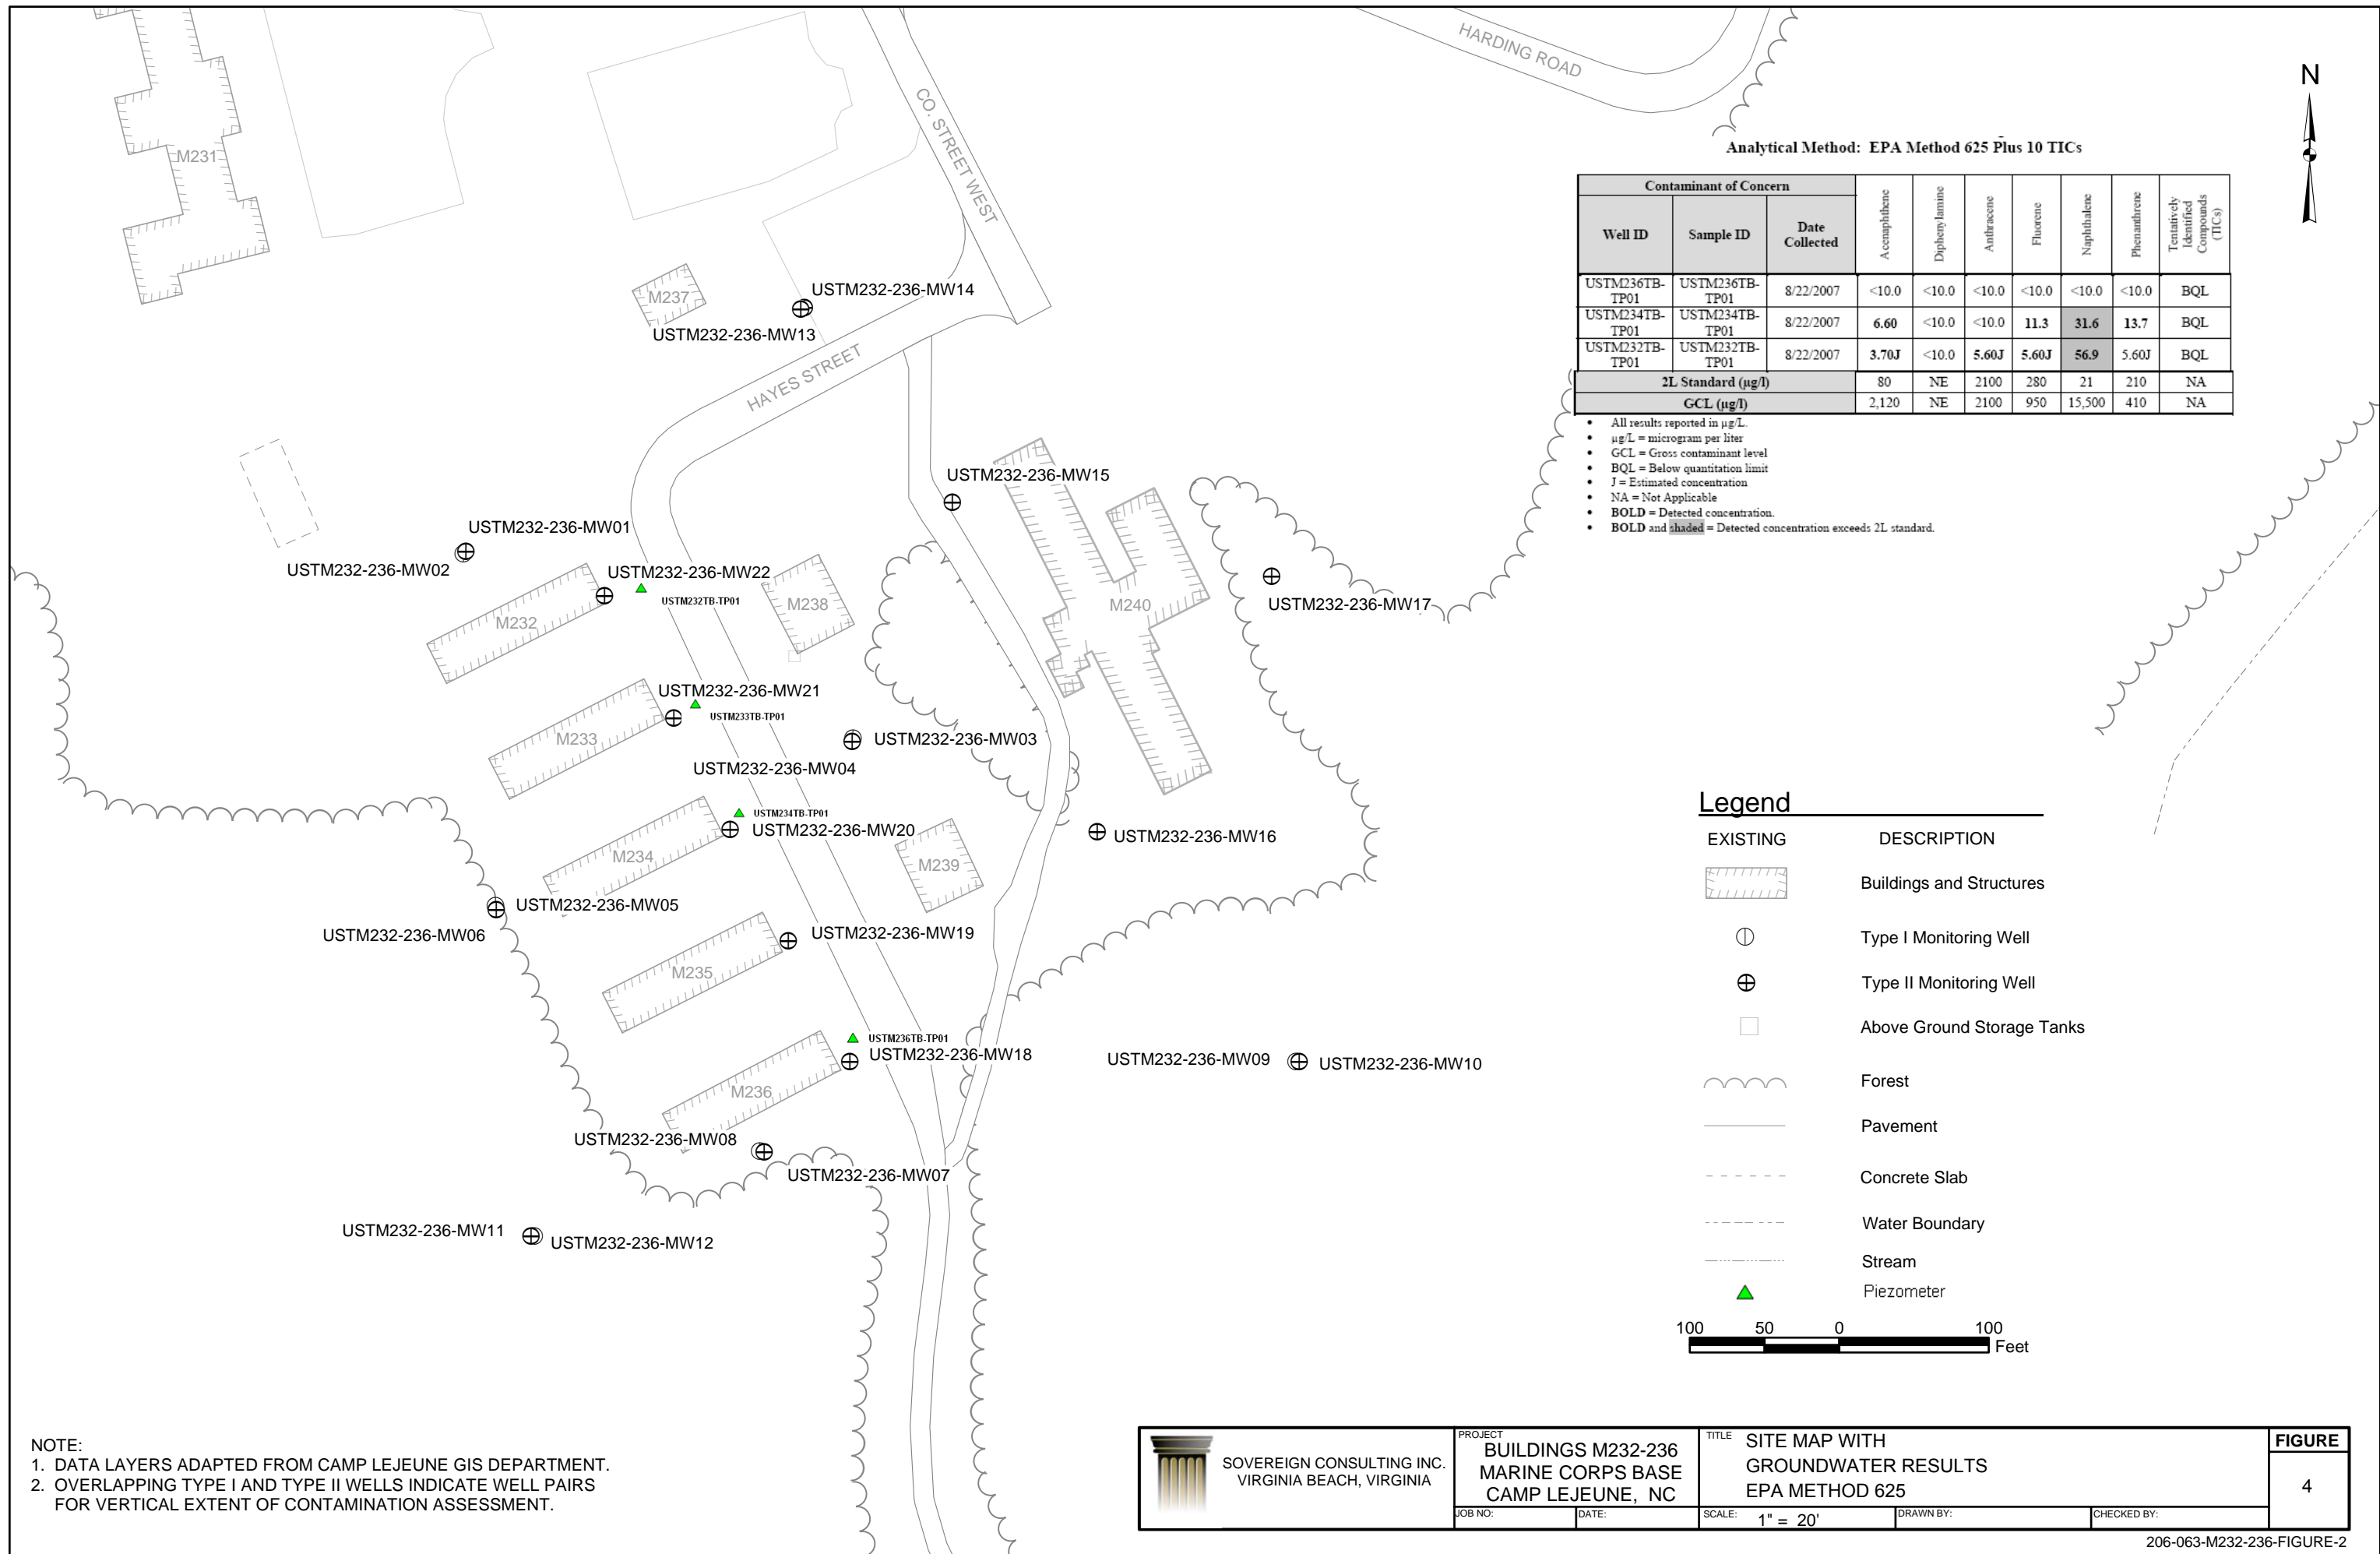 HARDING ROAD
N
CO. STREET WEST
M231
Analytical Method: EPA Method 625 Plus 10 TICs
Contaminant of Concern
Well ID
Sample ID
Date
Collected
Acenaphthene
Diphenylamine
Anthracene
Fluorene
Naphthalene
Phenanthrene
Tentatively
Identified
Compounds
(TICs)
USTM236TB-TP01 USTM236TB-TP01 8/22/2007 <10.0 <10.0 <10.0 <10.0 <10.0 <10.0 BQL
USTM234TB-TP01 USTM234TB-TP01 8/22/2007 6.60 <10.0 <10.0 11.3 31.6 13.7 BQL
USTM232TB-TP01 USTM232TB-TP01 8/22/2007 3.70J <10.0 5.60J 5.60J 56.9 5.60J BQL
2L Standard (µg/l) 80 NE 2100 280 21 210 NA
GCL (µg/l) 2,120 NE 2100 950 15,500 410 NA
• All results reported in µg/L.
• µg/L = microgram per liter
• GCL = Gross contaminant level
• BQL = Below quantitation limit
• J = Estimated concentration
• NA = Not Applicable
• BOLD = Detected concentration.
• BOLD and shaded = Detected concentration exceeds 2L standard.
M237
USTM232-236-MW14
USTM232-236-MW13
HAYES STREET
USTM232-236-MW15
USTM232-236-MW01
USTM232-236-MW02
USTM232-236-MW22
USTM232TB-TP01
M238
M240
USTM232-236-MW17
M232
USTM232-236-MW21
USTM233TB-TP01
M233
USTM232-236-MW03
USTM232-236-MW04
USTM234TB-TP01
USTM232-236-MW20
USTM232-236-MW16
M234
M239
USTM232-236-MW05
USTM232-236-MW06
USTM232-236-MW19
M235
USTM236TB-TP01
USTM232-236-MW18
USTM232-236-MW09
USTM232-236-MW10
M236
USTM232-236-MW08
USTM232-236-MW07
USTM232-236-MW11
USTM232-236-MW12
Legend
EXISTING DESCRIPTION
Buildings and Structures
Type I Monitoring Well
Type II Monitoring Well
Above Ground Storage Tanks
Forest
Pavement
Concrete Slab
Water Boundary
Stream
Piezometer
100 50 0 100
Feet
NOTE:
1. DATA LAYERS ADAPTED FROM CAMP LEJEUNE GIS DEPARTMENT.
2. OVERLAPPING TYPE I AND TYPE II WELLS INDICATE WELL PAIRS
FOR VERTICAL EXTENT OF CONTAMINATION ASSESSMENT.
SOVEREIGN CONSULTING INC.
VIRGINIA BEACH, VIRGINIA
PROJECT
BUILDINGS M232-236
MARINE CORPS BASE
CAMP LEJEUNE, NC
JOB NO:
DATE:
TITLE
SITE MAP WITH
GROUNDWATER RESULTS
EPA METHOD 625
SCALE: 1" = 20'
DRAWN BY:
CHECKED BY:
FIGURE
4
206-063-M232-236-FIGURE-2